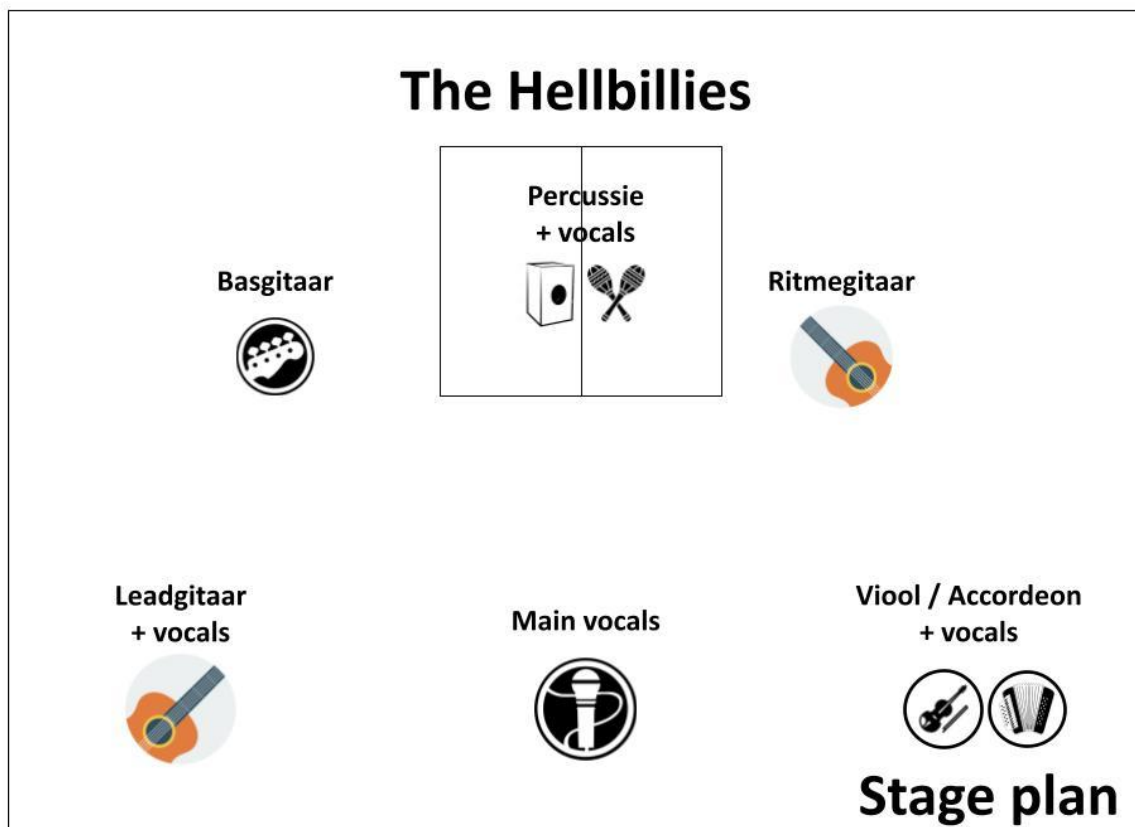 The Hellbillies
Percussie
+ vocals
Basgitaar
Ritmegitaar
Leadgitaar
+ vocals
Main vocals
Viool / Accordeon
+ vocals
Stage plan